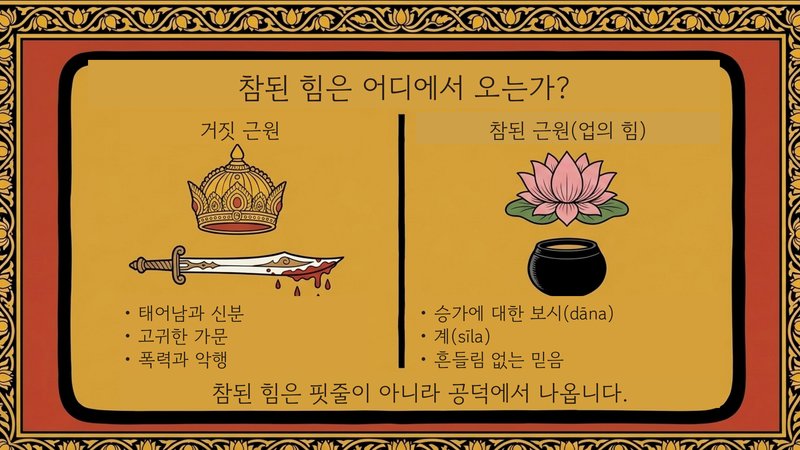 참된 힘은 어디에서 오는가?
거짓 근원
• 태어남과 신분
• 고귀한 가문
• 폭력과 악행
참된 근원(업의 힘)
• 승가에 대한 보시(dāna)
• 계(sīla)
• 흔들림 없는 믿음
참된 힘은 핏줄이 아니라 공덕에서 나옵니다.